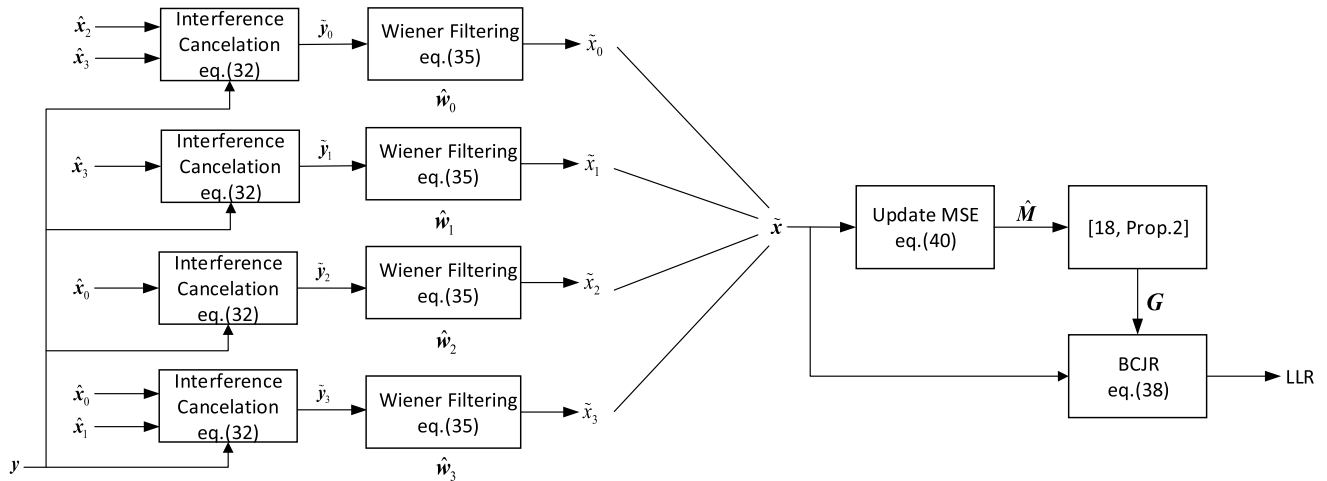 x̂₂
x̂₃
Interference
Cancelation
eq.(32)
ỹ₀
Wiener Filtering
eq.(35)
ŵ₀
x̃₀
x̂₃
Interference
Cancelation
eq.(32)
ỹ₁
Wiener Filtering
eq.(35)
ŵ₁
x̃₁
x̂₀
Interference
Cancelation
eq.(32)
ỹ₂
Wiener Filtering
eq.(35)
ŵ₂
x̃₂
x̂₀
x̂₁
Interference
Cancelation
eq.(32)
ỹ₃
Wiener Filtering
eq.(35)
ŵ₃
x̃₃
y
x̃
Update MSE
eq.(40)
M̂
[18, Prop.2]
G
BCJR
eq.(38)
LLR